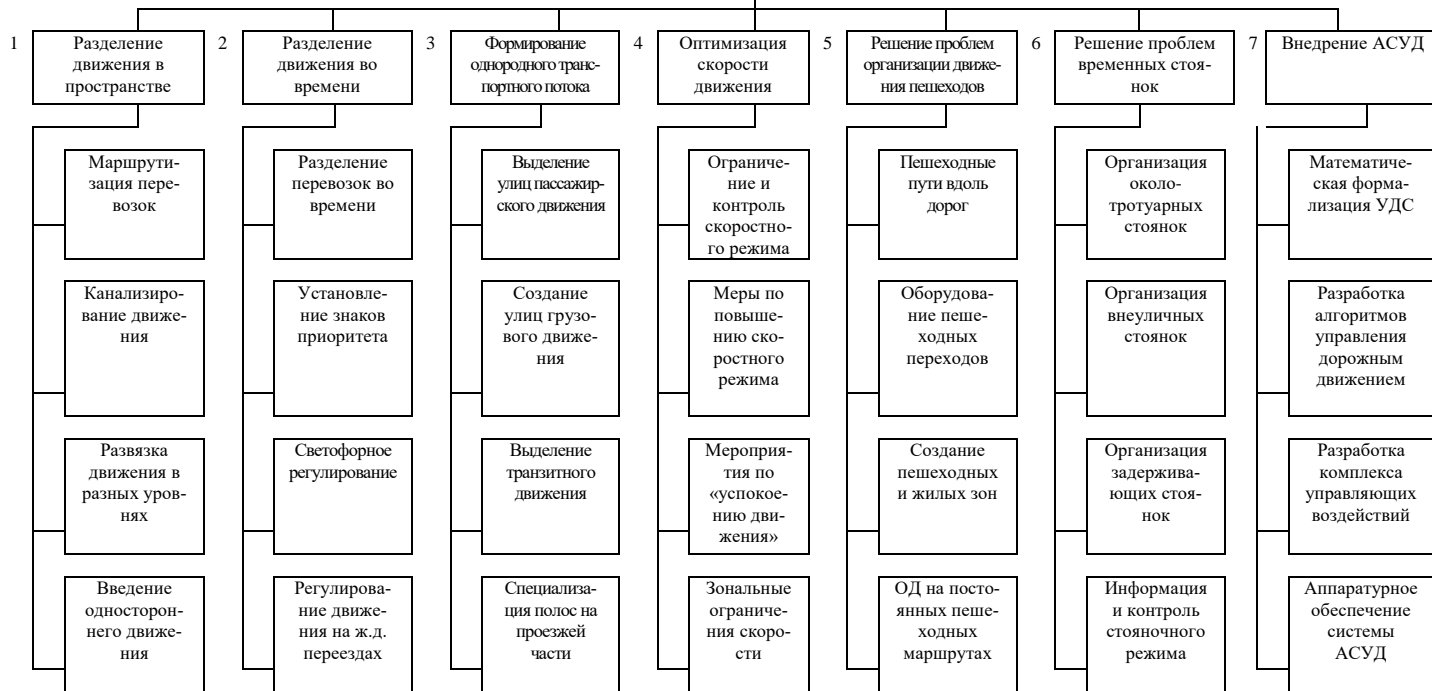 1
Разделение
движения в
пространстве
2
Разделение
движения во
времени
3
Формирование
однородного транс-
портного потока
4
Оптимизация
скорости
движения
5
Решение проблем
организации движе-
ния пешеходов
6
Решение проблем
временных стоя-
нок
7
Внедрение АСУД
Маршрути-
зация пере-
возок
Разделение
перевозок во
времени
Выделение
улиц пассажир-
ского движения
Ограниче-
ние и
контроль
скоростно-
го режима
Пешеходные
пути вдоль
дорог
Организация
около-
тротуарных
стоянок
Математиче-
ская форма-
лизация УДС
Канализиро-
вание движе-
ния
Установле-
ние знаков
приоритета
Создание
улиц грузо-
вого движе-
ния
Меры по
повыше-
нию ско-
ростного
режима
Оборудова-
ние пеше-
ходных
переходов
Организация
внеуличных
стоянок
Разработка
алгоритмов
управления
дорожным
движением
Развязка
движения в
разных уров-
нях
Светофорное
регулирование
Выделение
транзитного
движения
Мероприя-
тия по
«успокое-
нию дви-
жения»
Создание
пешеходных
и жилых зон
Организация
задержива-
ющих стоя-
нок
Разработка
комплекса
управляющих
воздействий
Введение
односторон-
него движе-
ния
Регулирова-
ние движе-
ния на ж.д.
переездах
Специализа-
ция полос на
проезжей
части
Зональные
ограниче-
ния скоро-
сти
ОД на посто-
янных пеше-
ходных
маршрутах
Информация
и контроль
стояночного
режима
Аппаратурное
обеспечение
системы
АСУД